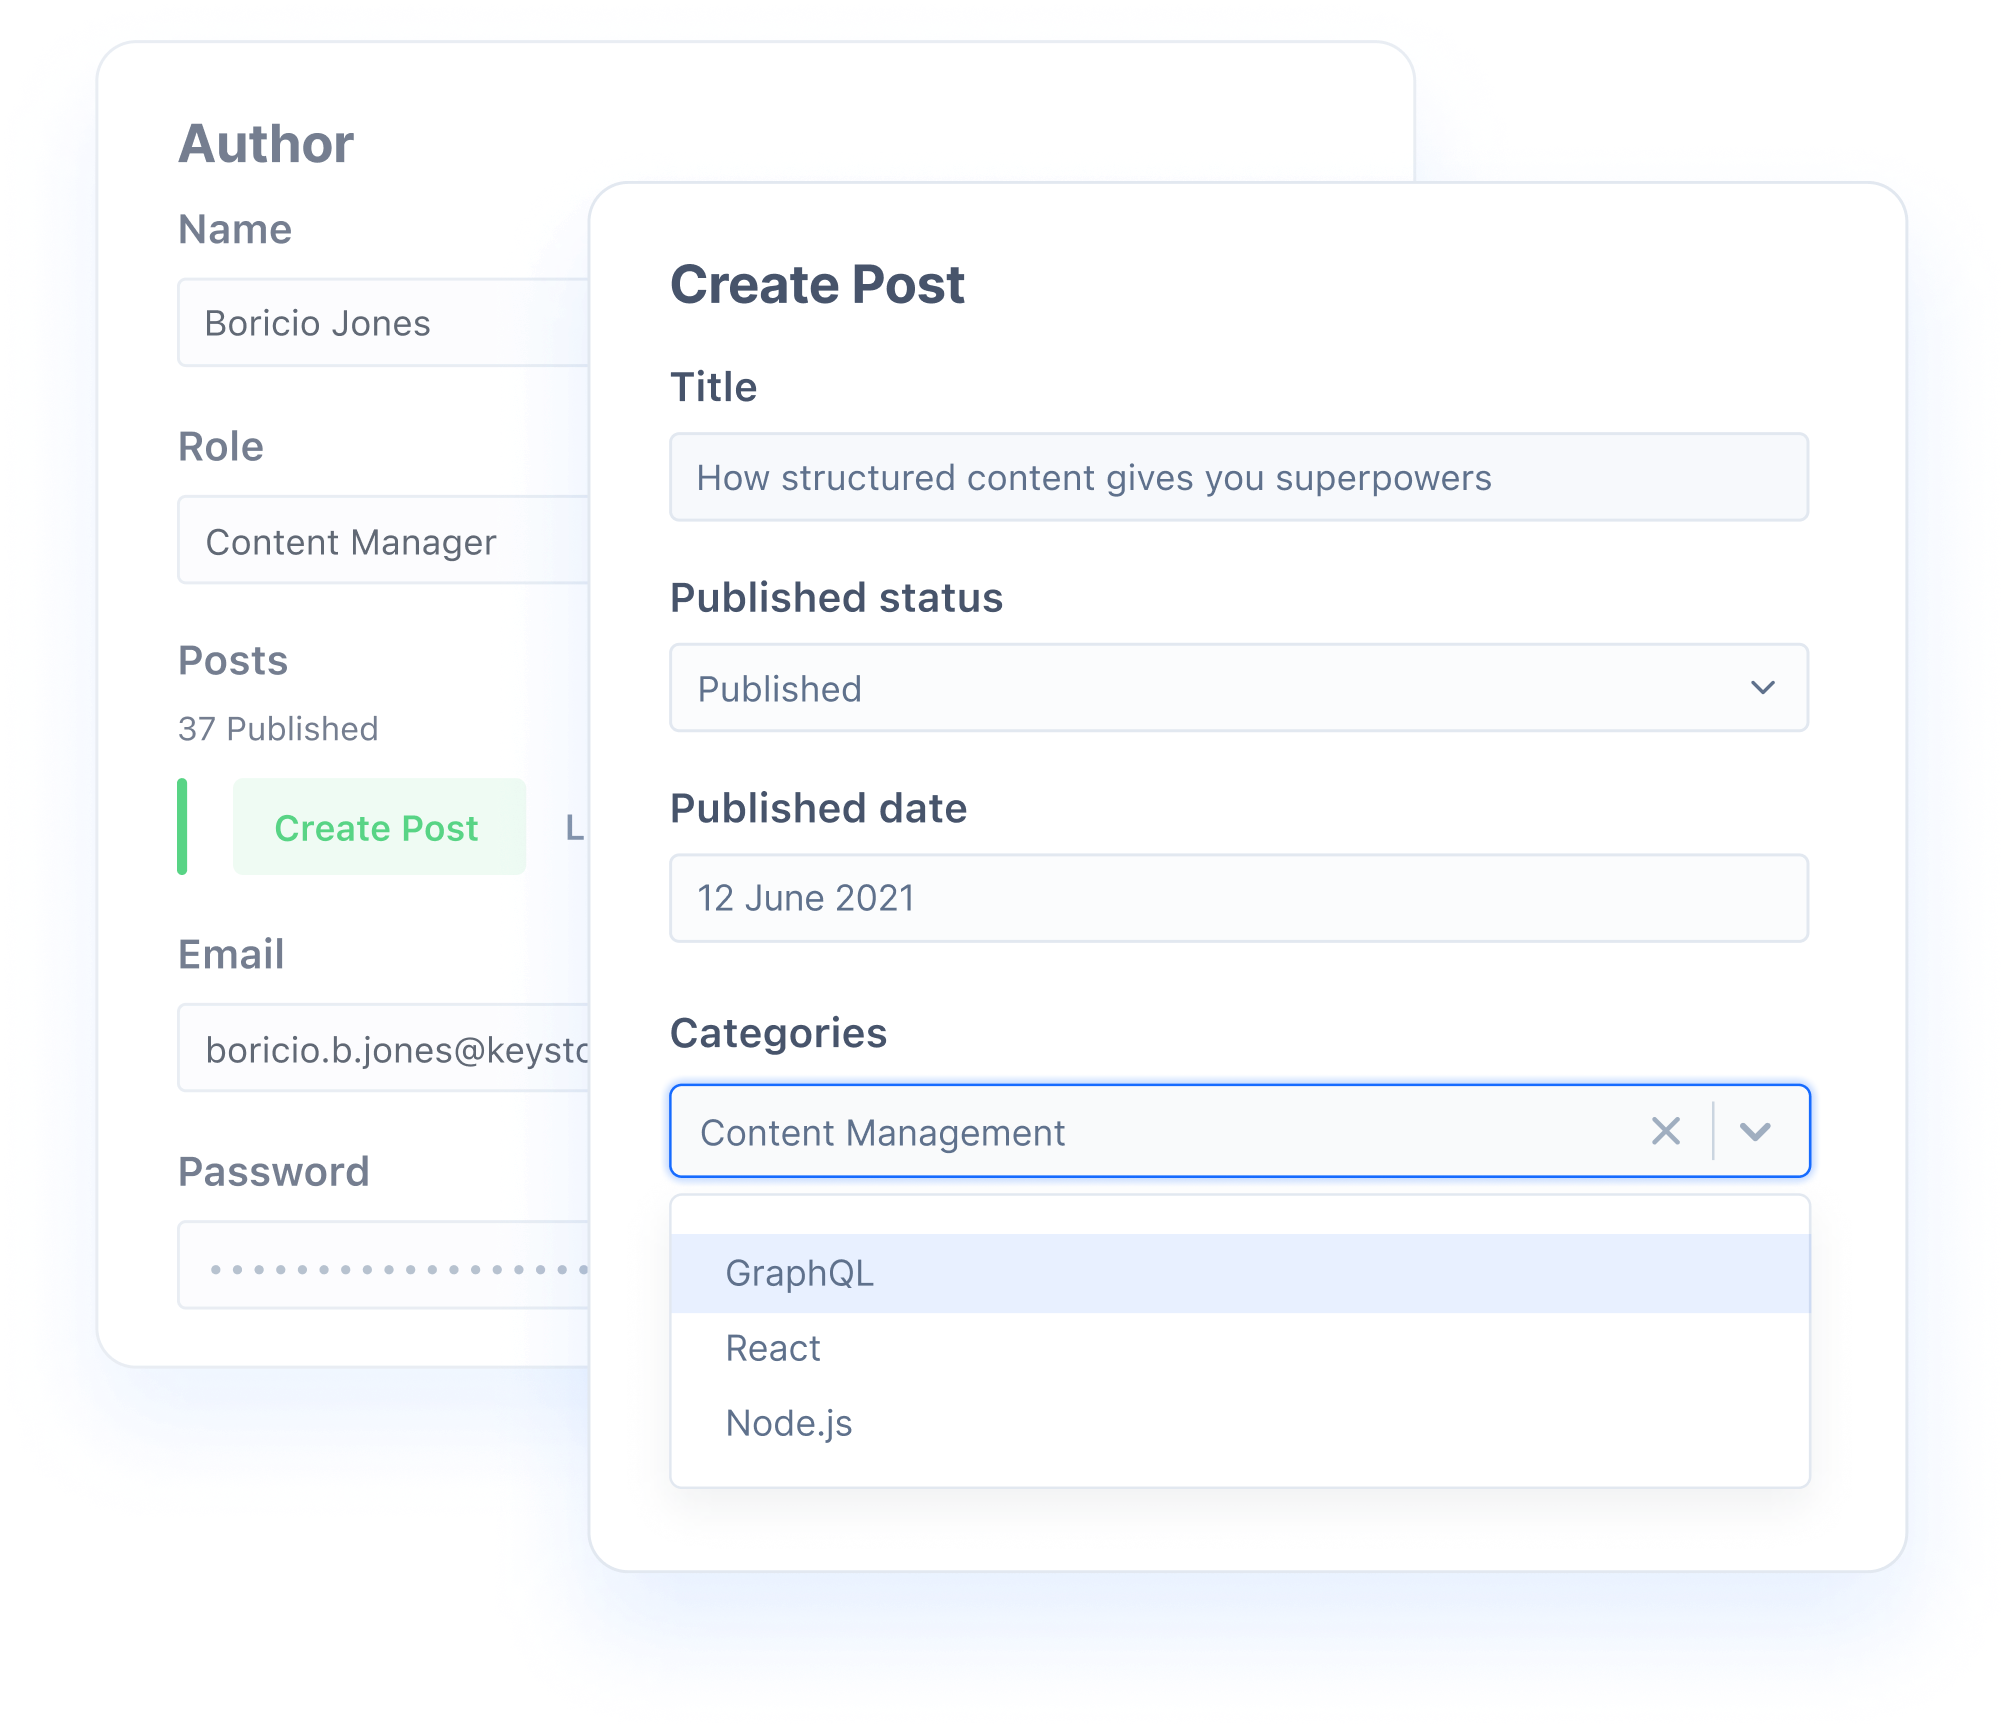 Author
Name
Boricio Jones
Role
Content Manager
Posts
37 Published
Create Post
L
Email
boricio.b.jones@keysto
Password
Create Post
Title
How structured content gives you superpowers
Published status
Published
Published date
12 June 2021
Categories
Content Management
GraphQL
React
Node.js